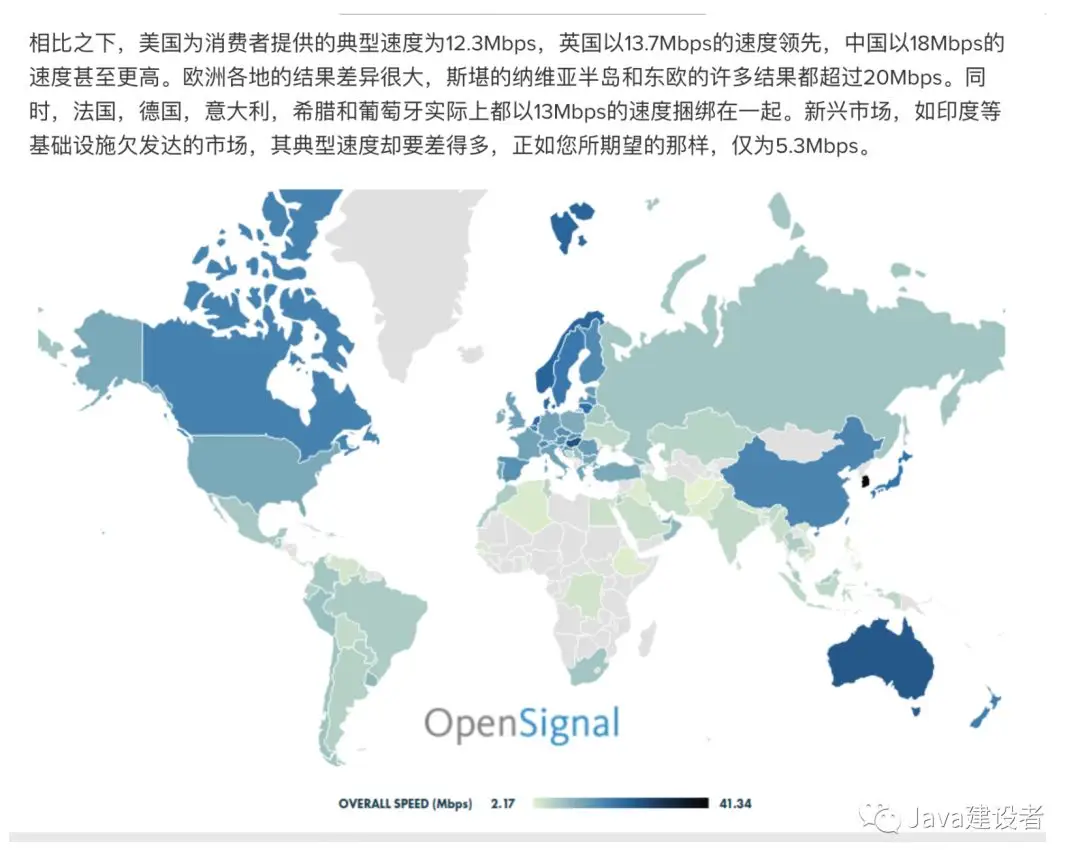 相比之下，美国为消费者提供的典型速度为12.3Mbps，英国以13.7Mbps的速度领先，中国以18Mbps的
速度甚至更高。欧洲各地的结果差异很大，斯堪的纳维亚半岛和东欧的许多结果都超过20Mbps。同
时，法国，德国，意大利，希腊和葡萄牙实际上都以13Mbps的速度捆绑在一起。新兴市场，如印度等
基础设施欠发达的市场，其典型速度却要差得多，正如您所期望的那样，仅为5.3Mbps。
OpenSignal
OVERALL SPEED (Mbps) 2.17 41.34
Java建设者